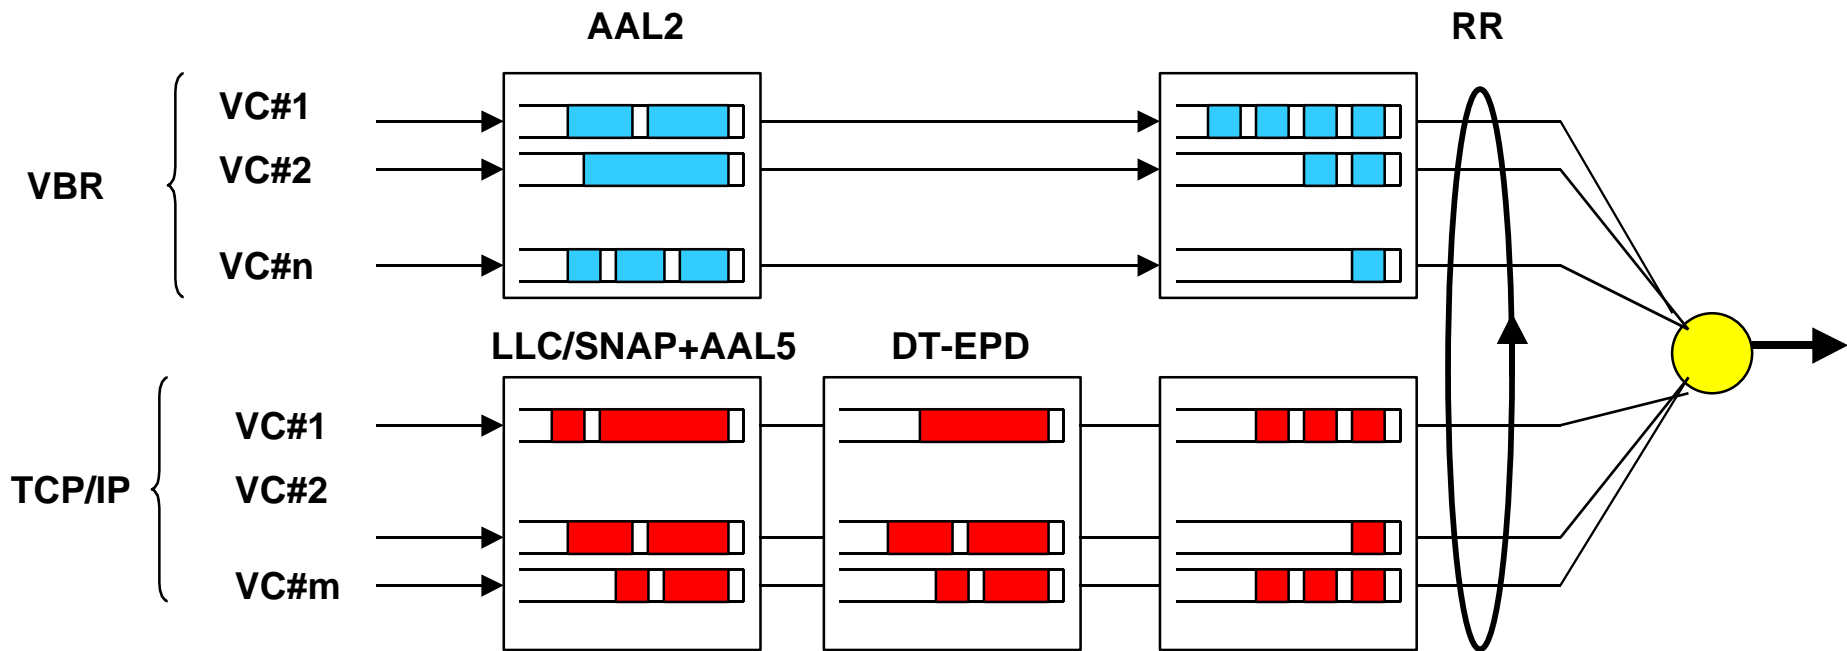 AAL2
RR
VBR
VC#1
VC#2
VC#n
LLC/SNAP+AAL5
DT-EPD
TCP/IP
VC#1
VC#2
VC#m